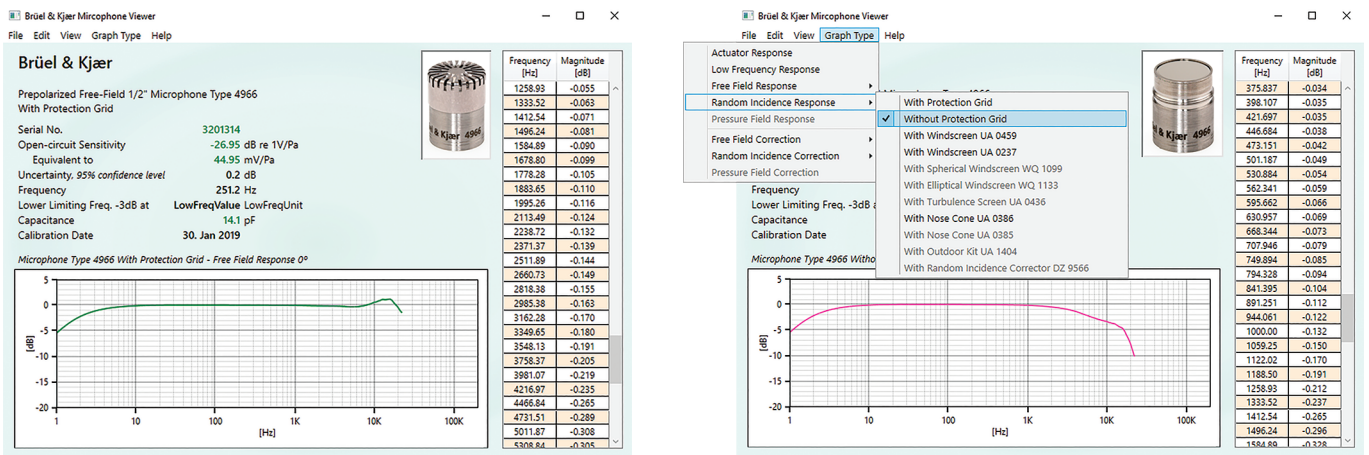 Brüel & Kjær Mircophone Viewer
File Edit View Graph Type Help
Brüel & Kjær
Prepolarized Free-Field 1/2" Microphone Type 4966
With Protection Grid
Serial No. 3201314
Open-circuit Sensitivity -26.95 dB re 1V/Pa
Equivalent to 44.95 mV/Pa
Uncertainty, 95% confidence level 0.2 dB
Frequency 251.2 Hz
Lower Limiting Freq. -3dB at LowFreqValue LowFreqUnit
Capacitance 14.1 pF
Calibration Date 30. Jan 2019
Microphone Type 4966 With Protection Grid - Free Field Response 0°
& Kjær 4966
5
0
-5
-10
-15
-20
[dB]
1 10 100 1K 10K 100K
[Hz]
Frequency Magnitude
[Hz] [dB]
1258.93 -0.055
1333.52 -0.063
1412.54 -0.071
1496.24 -0.081
1584.89 -0.090
1678.80 -0.099
1778.28 -0.105
1883.65 -0.110
1995.26 -0.116
2113.49 -0.124
2238.72 -0.132
2371.37 -0.139
2511.89 -0.144
2660.73 -0.149
2818.38 -0.155
2985.38 -0.163
3162.28 -0.170
3349.65 -0.180
3548.13 -0.191
3758.37 -0.205
3981.07 -0.219
4216.97 -0.235
4466.84 -0.265
4731.51 -0.289
5011.87 -0.308
5308.84 -0.305
Brüel & Kjær Mircophone Viewer
File Edit View Graph Type Help
Actuator Response
Low Frequency Response
Free Field Response
Random Incidence Response
Pressure Field Response
Free Field Correction
Random Incidence Correction
Pressure Field Correction
With Protection Grid
Without Protection Grid
With Windscreen UA 0459
With Windscreen UA 0237
With Spherical Windscreen WQ 1099
With Elliptical Windscreen WQ 1133
With Turbulence Screen UA 0436
With Nose Cone UA 0386
With Nose Cone UA 0385
With Outdoor Kit UA 1404
With Random Incidence Corrector DZ 9566
Frequency
Lower Limiting Freq. -3dB at
Capacitance
Calibration Date
Microphone Type 4966 Witho
& Kjær 4966
5
0
-5
-10
-15
-20
[dB]
1 10 100 1K 10K 100K
[Hz]
Frequency Magnitude
[Hz] [dB]
375.837 -0.034
398.107 -0.035
421.697 -0.035
446.684 -0.038
473.151 -0.042
501.187 -0.049
530.884 -0.054
562.341 -0.059
595.662 -0.066
630.957 -0.069
668.344 -0.073
707.946 -0.079
749.894 -0.085
794.328 -0.094
841.395 -0.104
891.251 -0.112
944.061 -0.122
1000.00 -0.132
1059.25 -0.150
1122.02 -0.170
1188.50 -0.191
1258.93 -0.212
1333.52 -0.237
1412.54 -0.265
1496.24 -0.296
1584.89 -0.328